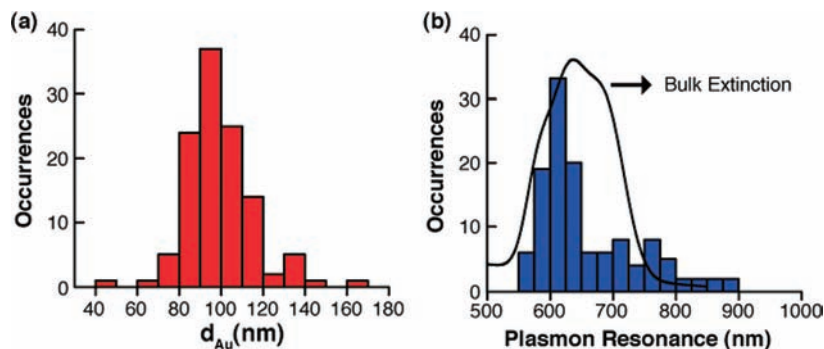 (a)
Occurrences
40
30
20
10
0
40 60 80 100 120 140 160 180
d_Au(nm)
(b)
Occurrences
40
30
20
10
0
Bulk Extinction
500 600 700 800 900 1000
Plasmon Resonance (nm)